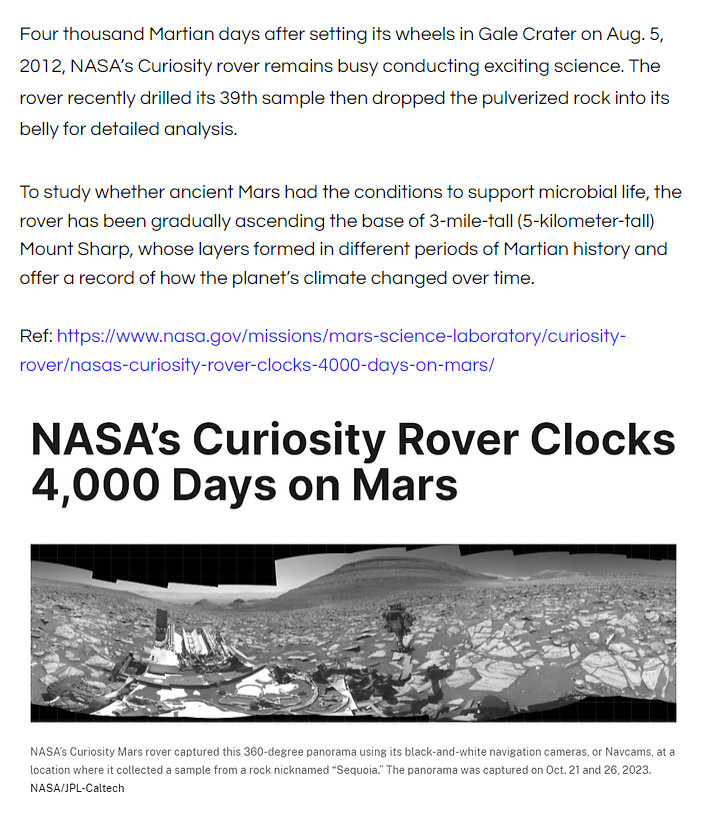 Four thousand Martian days after setting its wheels in Gale Crater on Aug. 5,
2012, NASA’s Curiosity rover remains busy conducting exciting science. The
rover recently drilled its 39th sample then dropped the pulverized rock into its
belly for detailed analysis.
To study whether ancient Mars had the conditions to support microbial life, the
rover has been gradually ascending the base of 3-mile-tall (5-kilometer-tall)
Mount Sharp, whose layers formed in different periods of Martian history and
offer a record of how the planet’s climate changed over time.
Ref: https://www.nasa.gov/missions/mars-science-laboratory/curiosity-
rover/nasas-curiosity-rover-clocks-4000-days-on-mars/
NASA’s Curiosity Rover Clocks
4,000 Days on Mars
NASA’s Curiosity Mars rover captured this 360-degree panorama using its black-and-white navigation cameras, or Navcams, at a
location where it collected a sample from a rock nicknamed “Sequoia.” The panorama was captured on Oct. 21 and 26, 2023.
NASA/JPL-Caltech